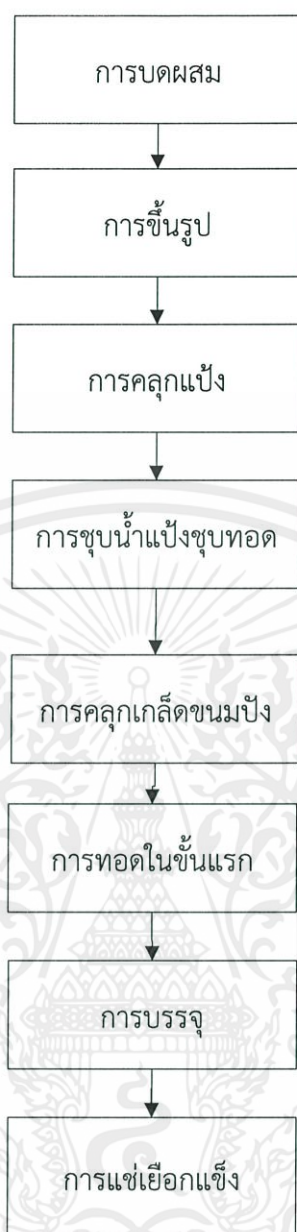 การบดผสม
การขึ้นรูป
การคลุกแป้ง
การชุบน้ำแป้งชุบทอด
การคลุกเกล็ดขนมปัง
การทอดในขั้นแรก
การบรรจุ
การแช่เยือกแข็ง